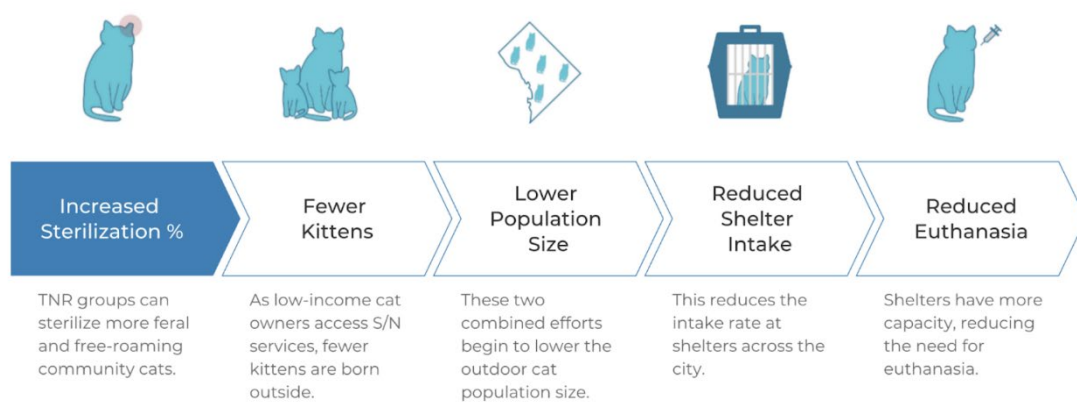 Increased
Sterilization %
Fewer
Kittens
Lower
Population
Size
Reduced
Shelter
Intake
Reduced
Euthanasia
TNR groups can
sterilize more feral
and free-roaming
community cats.
As low-income cat
owners access S/N
services, fewer
kittens are born
outside.
These two
combined efforts
begin to lower the
outdoor cat
population size.
This reduces the
intake rate at
shelters across the
city.
Shelters have more
capacity, reducing
the need for
euthanasia.